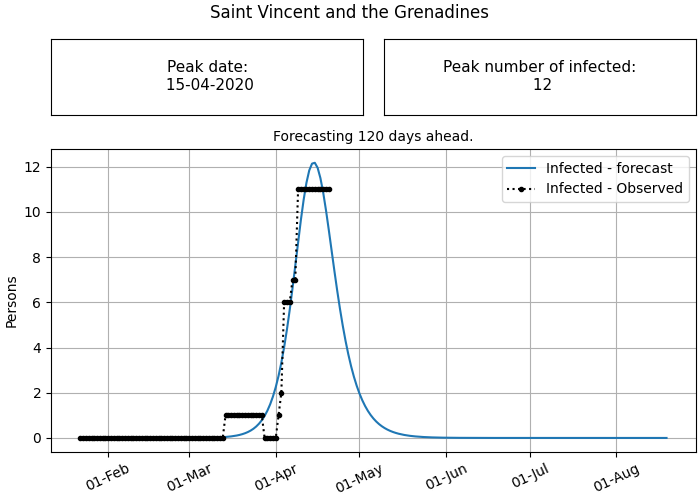 Saint Vincent and the Grenadines
Peak date:
15-04-2020
Peak number of infected:
12
Forecasting 120 days ahead.
Infected - forecast
Infected - Observed
Persons
12
10
8
6
4
2
0
01-Feb
01-Mar
01-Apr
01-May
01-Jun
01-Jul
01-Aug